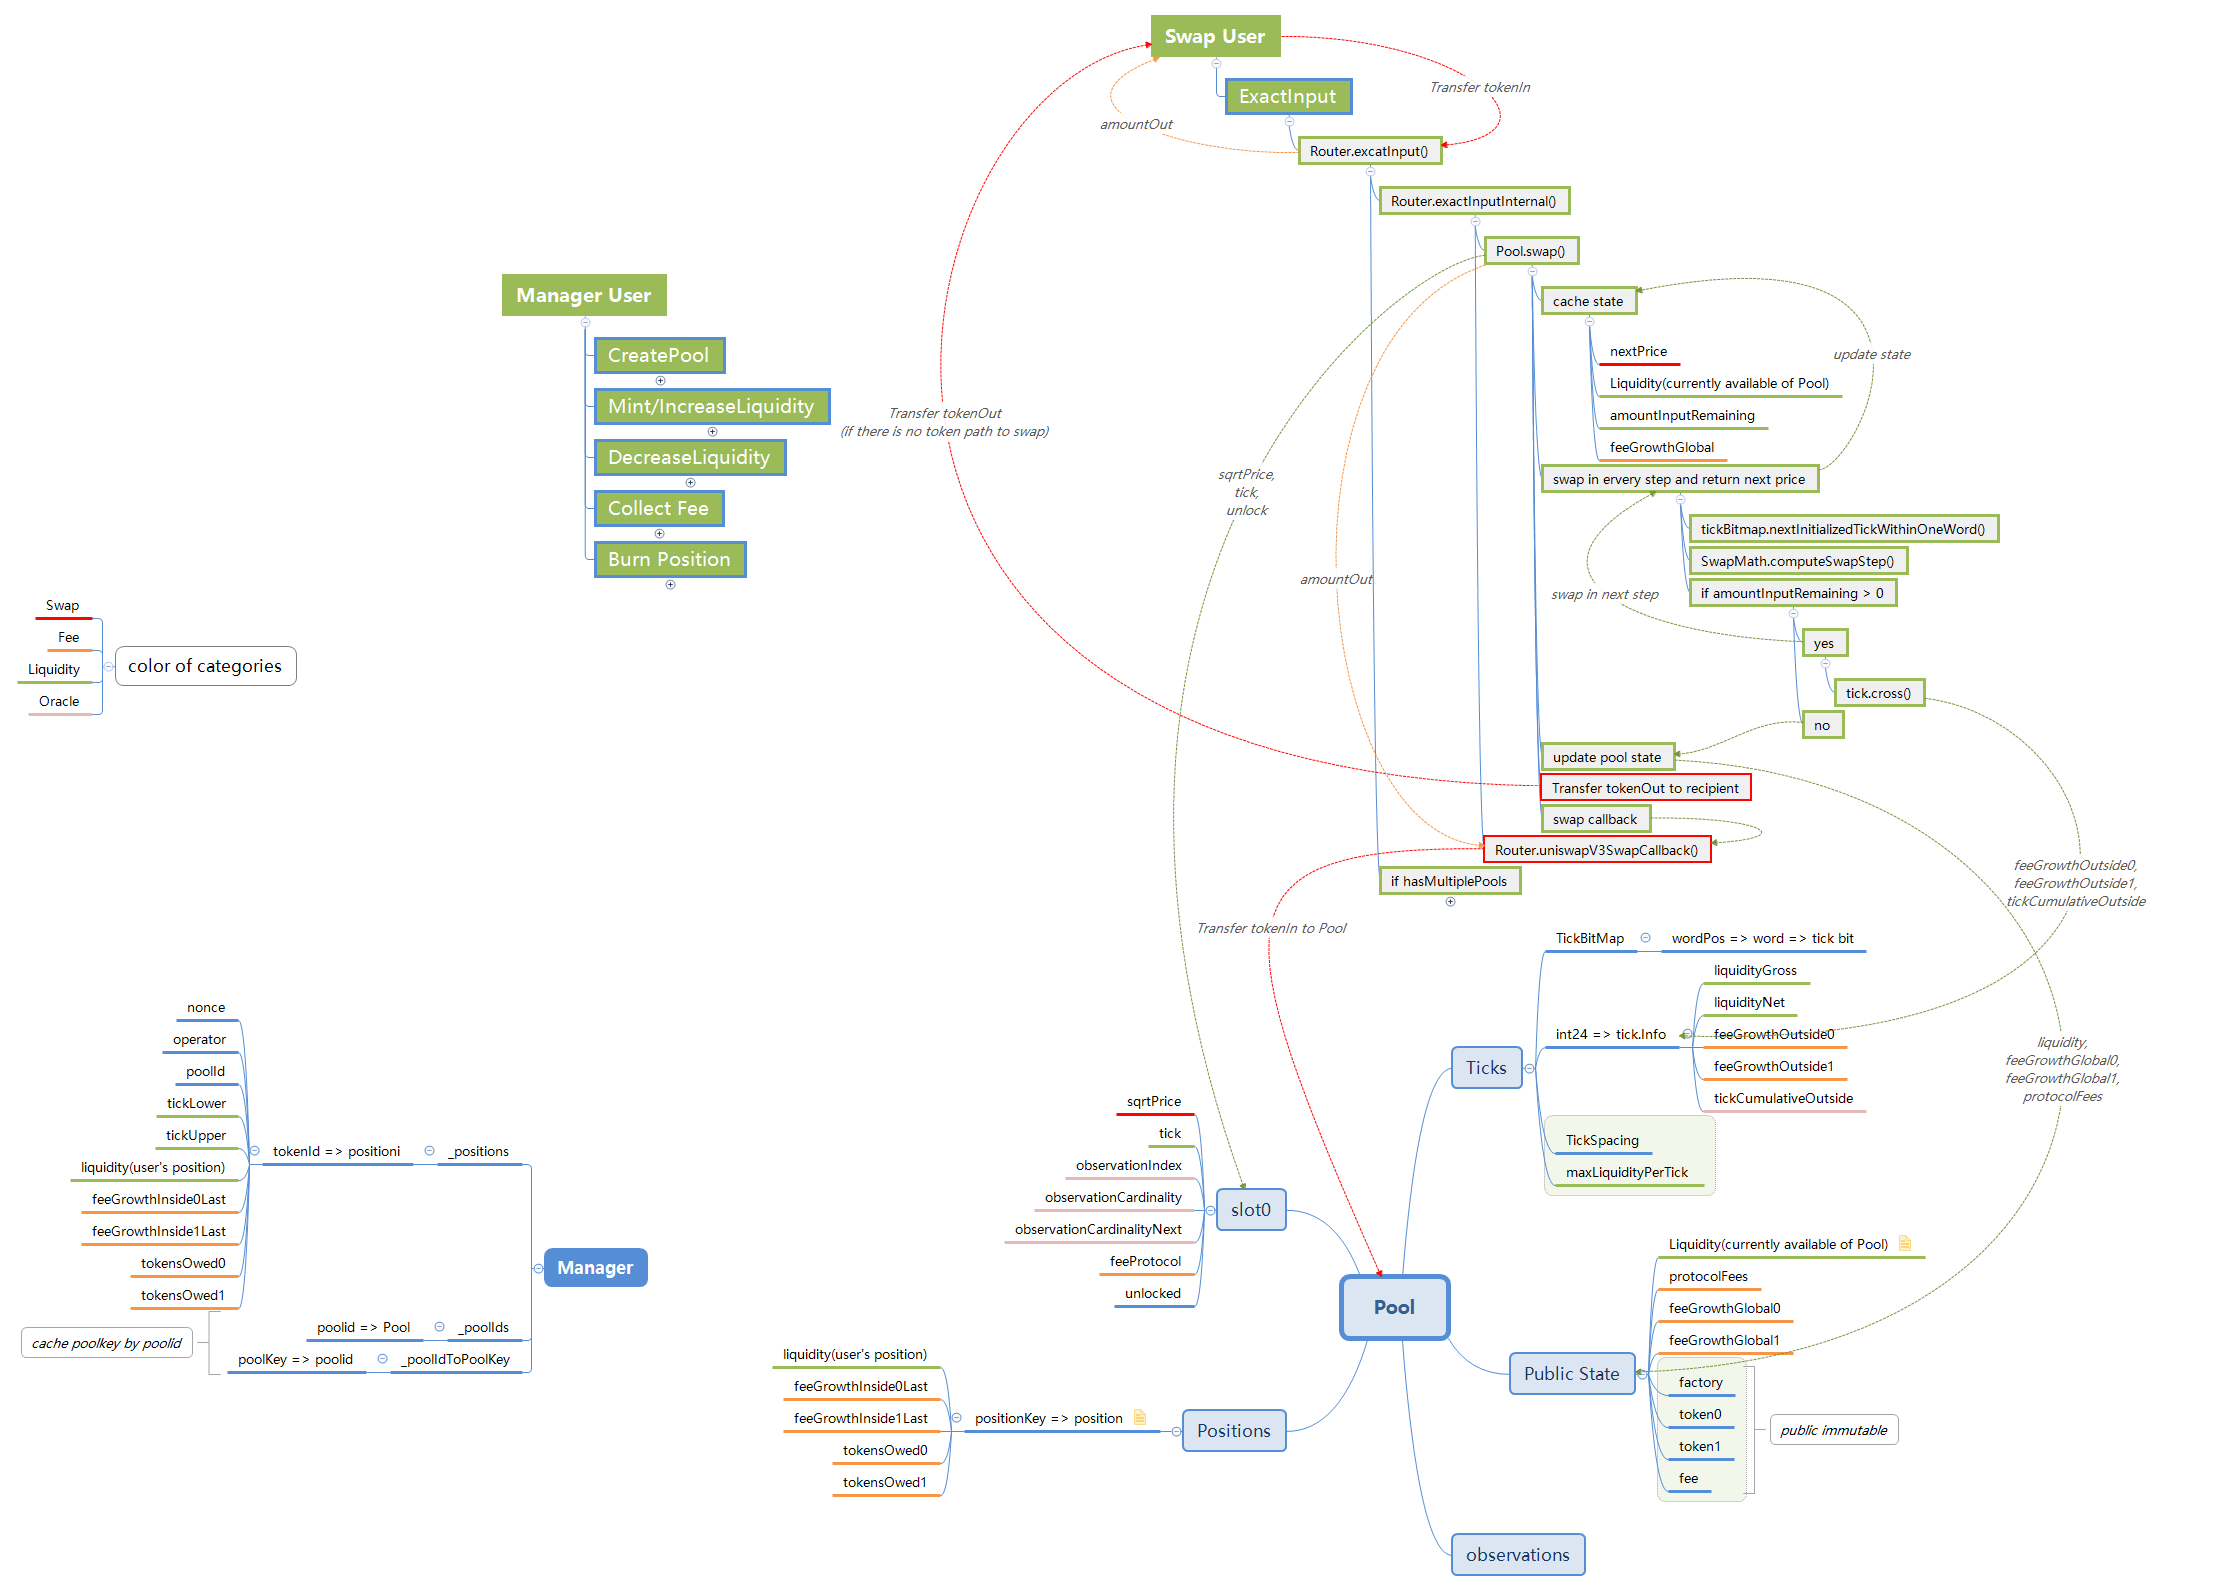 Swap User
ExactInput
Transfer tokenIn
amountOut
Router.excatInput()
Router.exactInputInternal()
Pool.swap()
cache state
nextPrice
Liquidity(currently available of Pool)
amountInputRemaining
feeGrowthGlobal
update state
swap in ervery step and return next price
tickBitmap.nextInitializedTickWithinOneWord()
SwapMath.computeSwapStep()
if amountInputRemaining > 0
swap in next step
yes
tick.cross()
no
update pool state
Transfer tokenOut to recipient
swap callback
Router.uniswapV3SwapCallback()
if hasMultiplePools
Transfer tokenOut
(if there is no token path to swap)
sqrtPrice,
tick,
unlock
amountOut
Transfer tokenIn to Pool
feeGrowthOutside0,
feeGrowthOutside1,
tickCumulativeOutside
liquidity,
feeGrowthGlobal0,
feeGrowthGlobal1,
protocolFees
Manager User
CreatePool
Mint/IncreaseLiquidity
DecreaseLiquidity
Collect Fee
Burn Position
Swap
Fee
Liquidity
Oracle
color of categories
nonce
operator
poolId
tickLower
tickUpper
liquidity(user's position)
feeGrowthInside0Last
feeGrowthInside1Last
tokensOwed0
tokensOwed1
tokenId => positioni
_positions
poolid => Pool
_poolIds
poolKey => poolid
_poolIdToPoolKey
cache poolkey by poolid
Manager
sqrtPrice
tick
observationIndex
observationCardinality
observationCardinalityNext
feeProtocol
unlocked
slot0
liquidity(user's position)
feeGrowthInside0Last
feeGrowthInside1Last
tokensOwed0
tokensOwed1
positionKey => position
Positions
Pool
Ticks
TickBitMap
wordPos => word => tick bit
int24 => tick.Info
liquidityGross
liquidityNet
feeGrowthOutside0
feeGrowthOutside1
tickCumulativeOutside
TickSpacing
maxLiquidityPerTick
Public State
Liquidity(currently available of Pool)
protocolFees
feeGrowthGlobal0
feeGrowthGlobal1
factory
token0
token1
fee
public immutable
observations